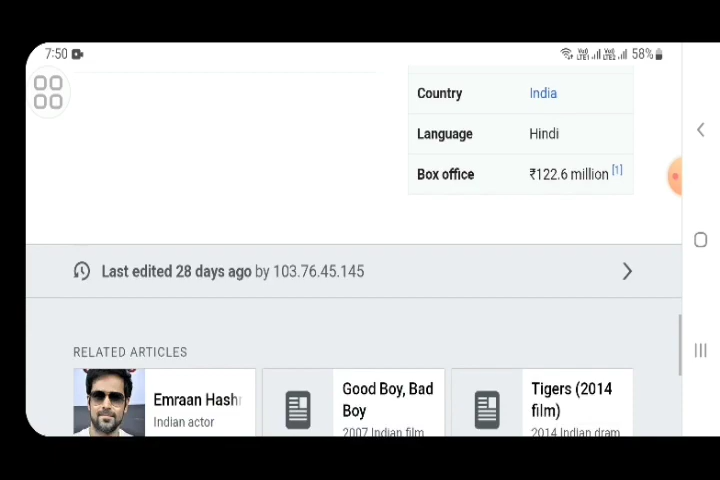 7:50 58%
Country India
Language Hindi
Box office ₹122.6 million [1]
Last edited 28 days ago by 103.76.45.145
RELATED ARTICLES
Emraan Hashr
Indian actor
Good Boy, Bad
Boy
2007 Indian film
Tigers (2014
film)
2014 Indian dram